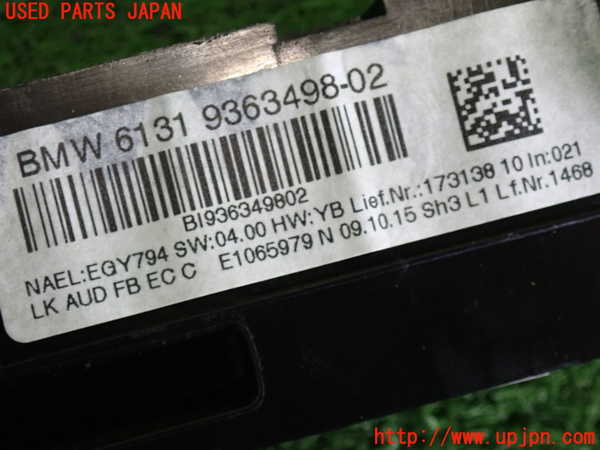 USED PARTS JAPAN
BMW 6131 9363498-02
BI936349802
NAEL:EGY794 SW:04.00 HW:YB Lief.Nr.:173138 10 In:021
LK AUD FB EC C E1065979 N 09.10.15 Sh3 L1 Lf.Nr.1468
http://www.upjpn.com/